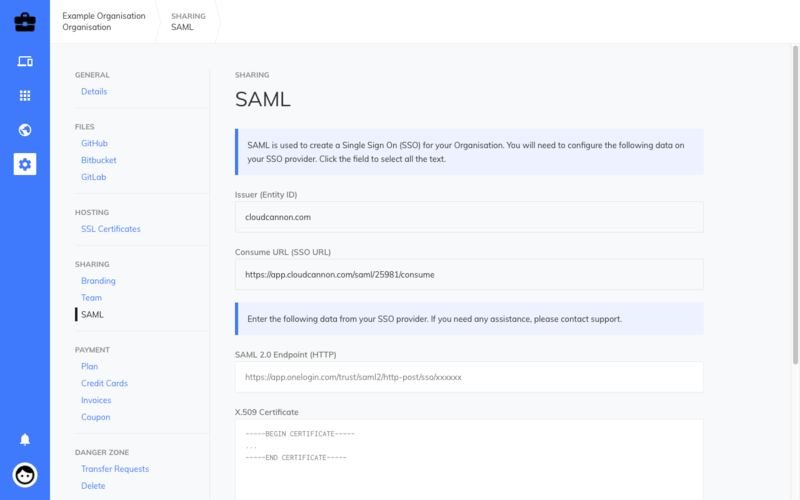 Example Organisation
Organisation
SHARING
SAML
GENERAL
Details
FILES
GitHub
Bitbucket
GitLab
HOSTING
SSL Certificates
SHARING
Branding
Team
SAML
PAYMENT
Plan
Credit Cards
Invoices
Coupon
DANGER ZONE
Transfer Requests
Delete
SHARING
SAML
SAML is used to create a Single Sign On (SSO) for your Organisation. You will need to configure the following data on
your SSO provider. Click the field to select all the text.
Issuer (Entity ID)
cloudcannon.com
Consume URL (SSO URL)
https://app.cloudcannon.com/saml/25981/consume
Enter the following data from your SSO provider. If you need any assistance, please contact support.
SAML 2.0 Endpoint (HTTP)
https://app.onelogin.com/trust/saml2/http-post/sso/xxxxxx
X.509 Certificate
-----BEGIN CERTIFICATE-----
...
-----END CERTIFICATE-----